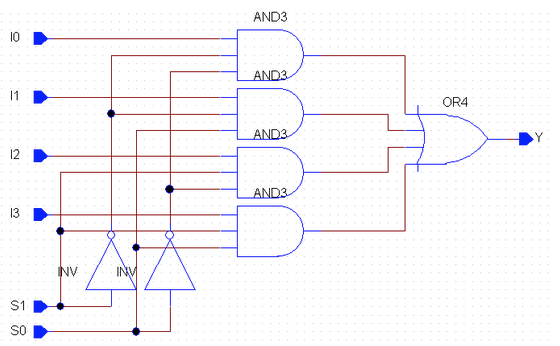 AND3
I0
AND3
I1
OR4
AND3
Y
I2
AND3
I3
INV
INV
S1
S0